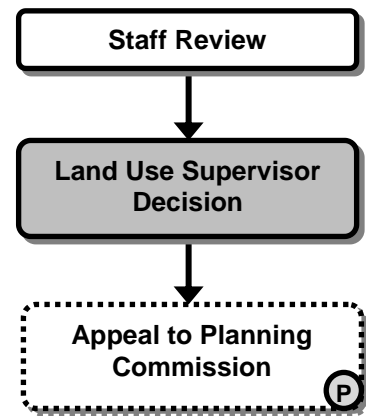 Staff Review
Land Use Supervisor
Decision
Appeal to Planning
Commission
P